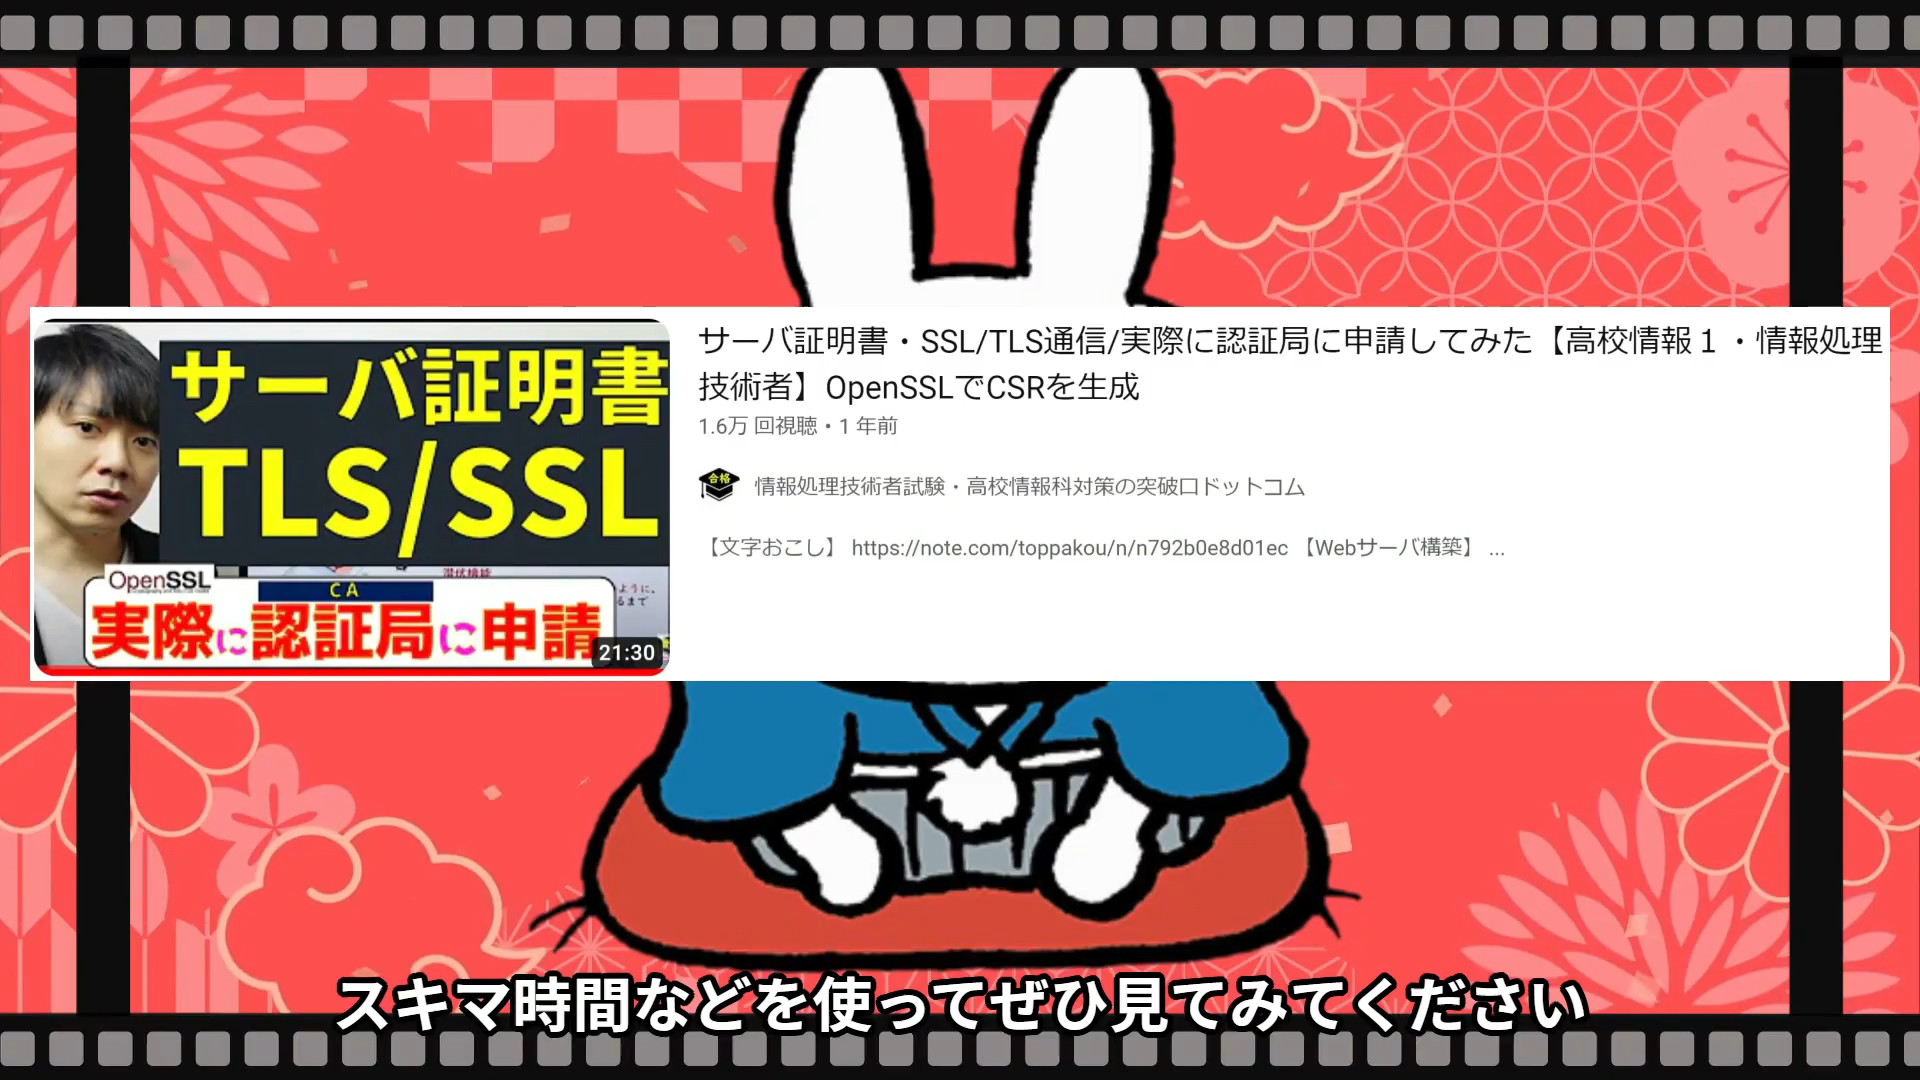 サーバ証明書
TLS/SSL
OpenSSL
CA
実際に認証局に申請
21:30
サーバ証明書・SSL/TLS通信/実際に認証局に申請してみた【高校情報１・情報処理
技術者】OpenSSLでCSRを生成
1.6万 回視聴・1 年前
合格
情報処理技術者試験・高校情報科対策の突破口ドットコム
【文字おこし】 https://note.com/toppakou/n/n792b0e8d01ec 【Webサーバ構築】 ...
スキマ時間などを使ってぜひ見てみてください